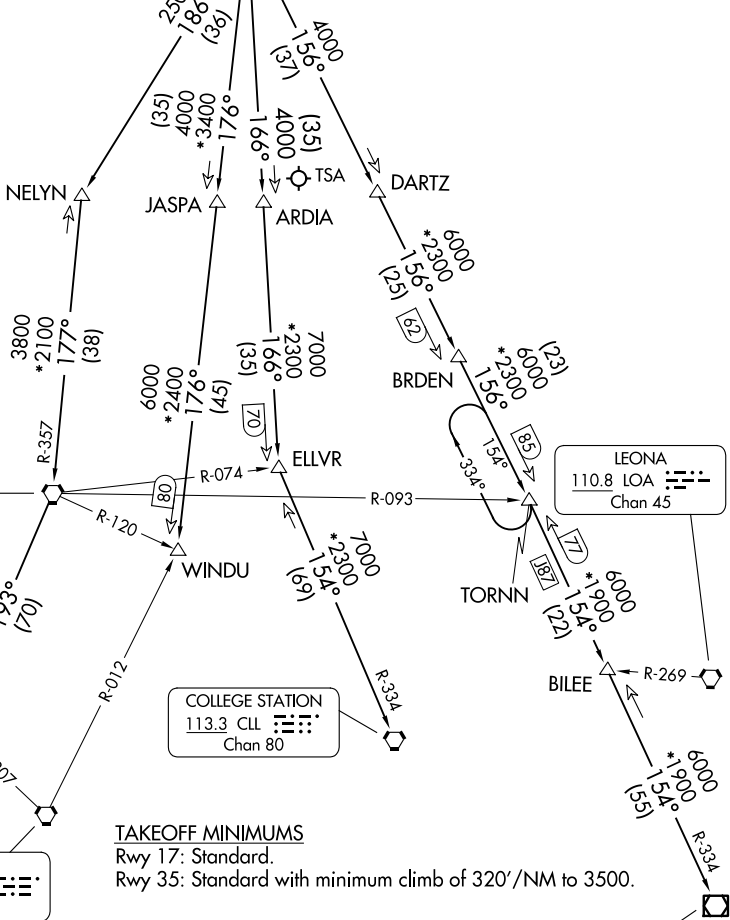 2500
186°
(36)
4000
156°
(37)
(35)
4000
*3400
176°
(35)
4000
166°
TSA
NELYN
JASPA
ARDIA
DARTZ
6000
*2300
156°
(25)
62
BRDEN
3800
*2100
177°
(38)
6000
*2400
176°
(45)
7000
*2300
166°
(35)
(23)
6000
*2300
156°
R-357
70
ELLVR
154°
334°
85
LEONA
110.8 LOA
Chan 45
R-074
R-093
80
R-120
WINDU
77
J87
TORNN
7000
*2300
154°
(69)
6000
*1900
154°
(22)
(70)
R-012
BILEE
R-269
COLLEGE STATION
113.3 CLL
Chan 80
R-334
6000
*1900
154°
(55)
R-334
TAKEOFF MINIMUMS
Rwy 17: Standard.
Rwy 35: Standard with minimum climb of 320'/NM to 3500.